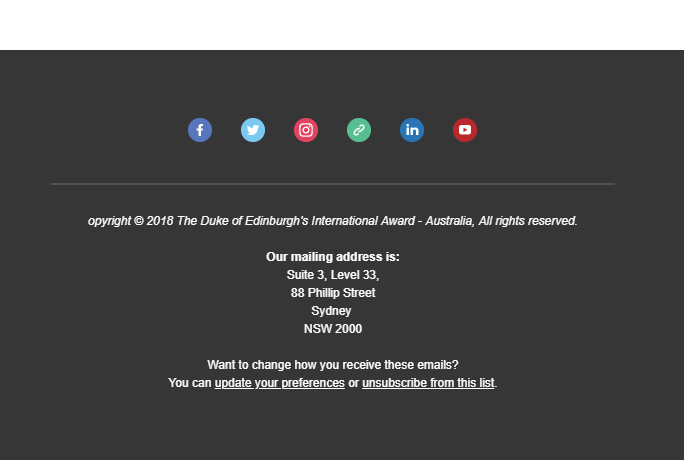 opyright © 2018 The Duke of Edinburgh's International Award - Australia, All rights reserved.
Our mailing address is:
Suite 3, Level 33,
88 Phillip Street
Sydney
NSW 2000
Want to change how you receive these emails?
You can update your preferences or unsubscribe from this list.